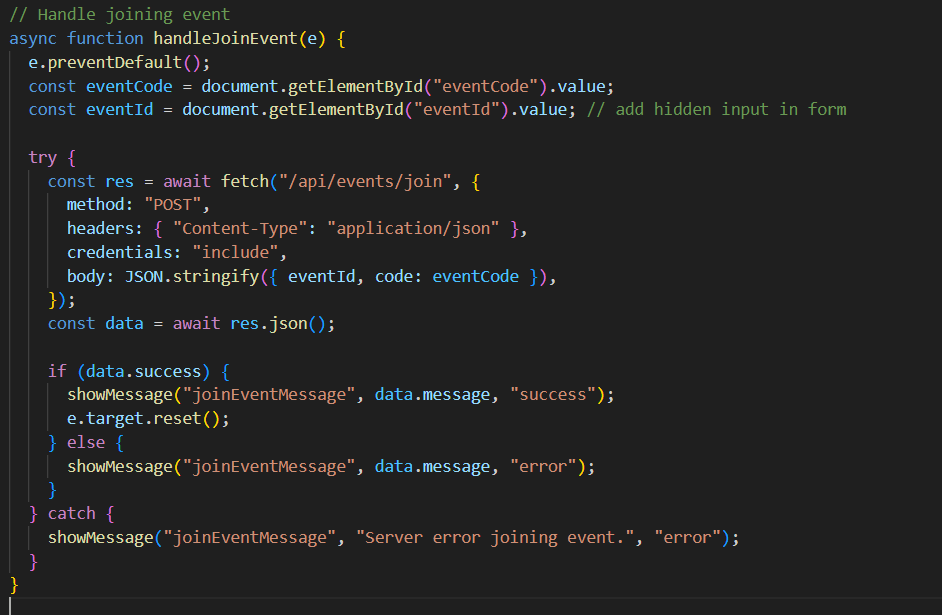 // Handle joining event
async function handleJoinEvent(e) {
  e.preventDefault();
  const eventCode = document.getElementById("eventCode").value;
  const eventId = document.getElementById("eventId").value; // add hidden input in form

  try {
    const res = await fetch("/api/events/join", {
      method: "POST",
      headers: { "Content-Type": "application/json" },
      credentials: "include",
      body: JSON.stringify({ eventId, code: eventCode }),
    });
    const data = await res.json();

    if (data.success) {
      showMessage("joinEventMessage", data.message, "success");
      e.target.reset();
    } else {
      showMessage("joinEventMessage", data.message, "error");
    }
  } catch {
    showMessage("joinEventMessage", "Server error joining event.", "error");
  }
}